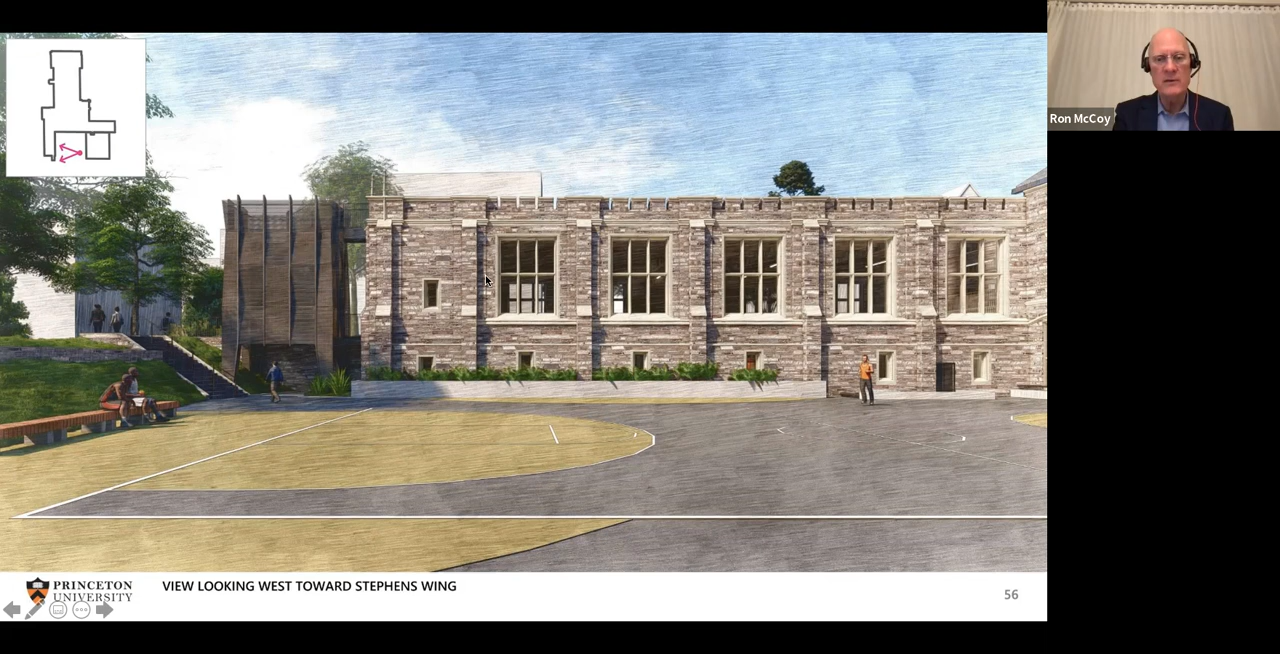 Ron McCoy
PRINCETON
UNIVERSITY
VIEW LOOKING WEST TOWARD STEPHENS WING
56